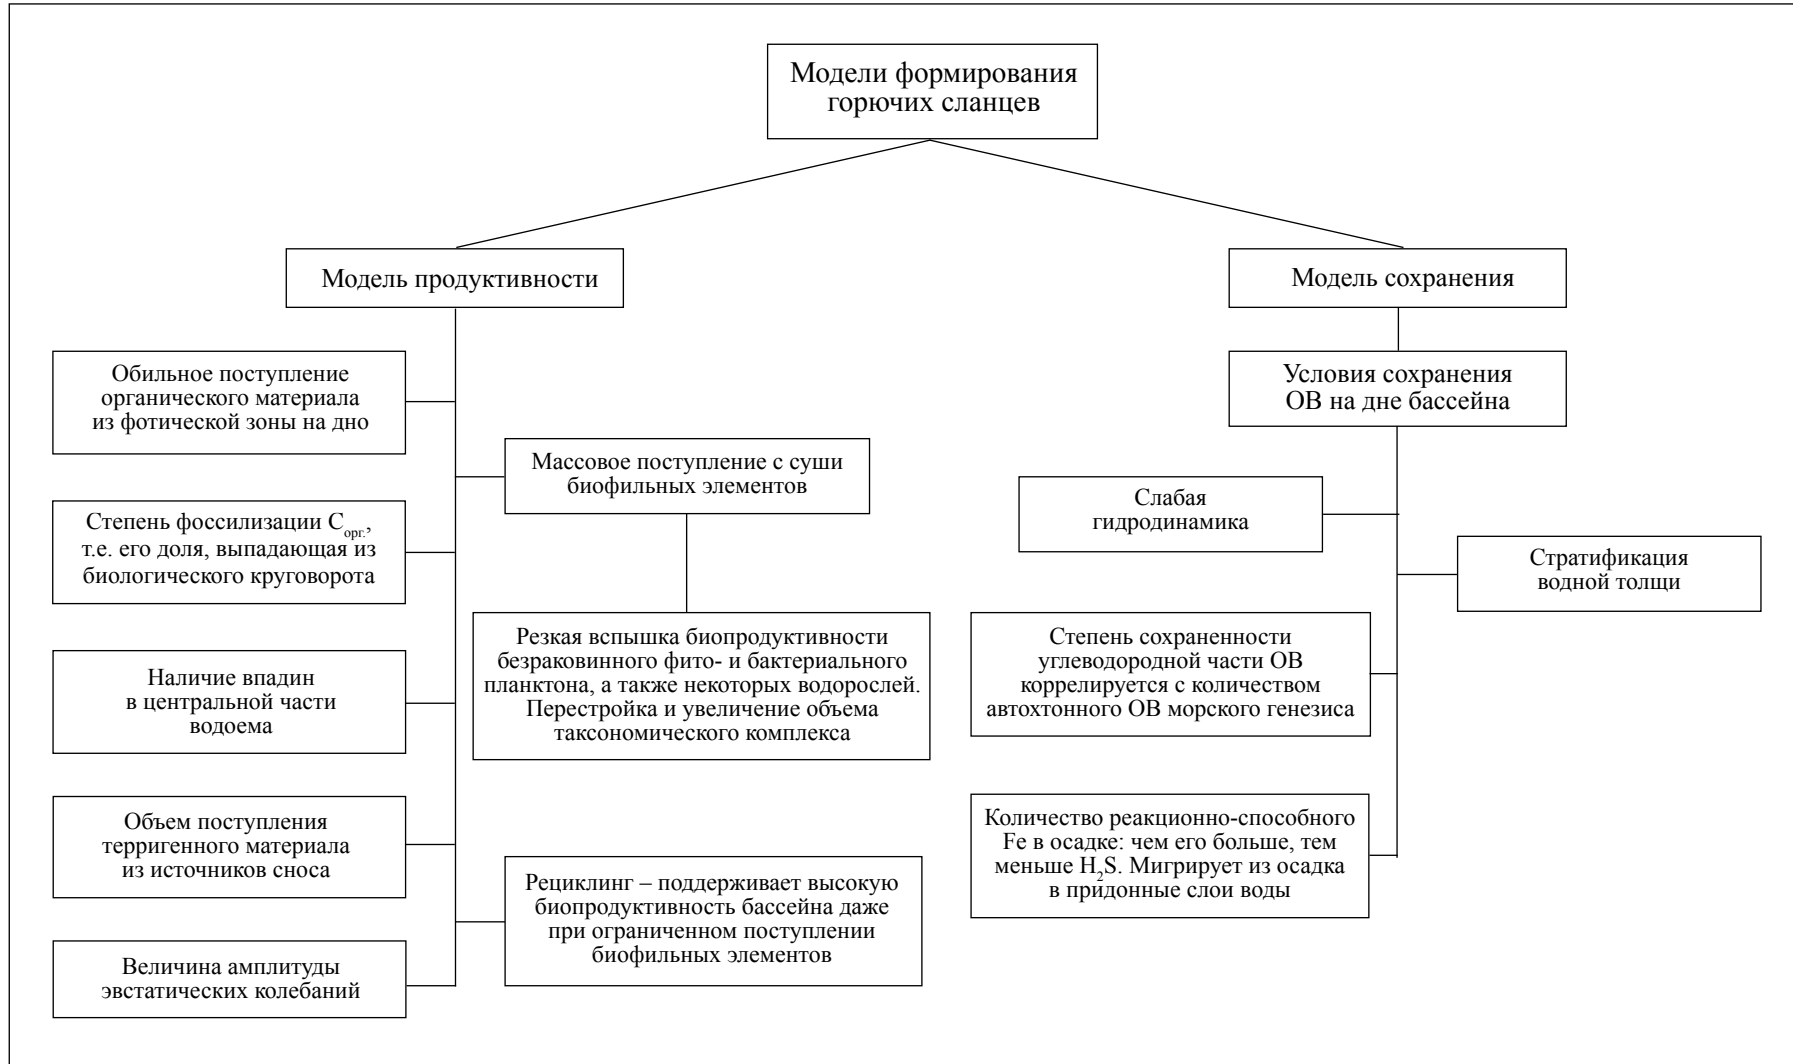 Модели формирования
горючих сланцев
Модель продуктивности
Обильное поступление
органического материала
из фотической зоны на дно
Массовое поступление с суши
биофильных элементов
Степень фоссилизации Cорг.,
т.е. его доля, выпадающая из
биологического круговорота
Резкая вспышка биопродуктивности
безраковинного фито- и бактериального
планктона, а также некоторых водорослей.
Перестройка и увеличение объема
таксономического комплекса
Наличие впадин
в центральной части
водоема
Объем поступления
терригенного материала
из источников сноса
Рециклинг – поддерживает высокую
биопродуктивность бассейна даже
при ограниченном поступлении
биофильных элементов
Величина амплитуды
эвстатических колебаний
Модель сохранения
Условия сохранения
ОВ на дне бассейна
Слабая
гидродинамика
Стратификация
водной толщи
Степень сохраненности
углеводородной части ОВ
коррелируется с количеством
автохтонного ОВ морского генезиса
Количество реакционно-способного
Fe в осадке: чем его больше, тем
меньше H₂S. Мигрирует из осадка
в придонные слои воды